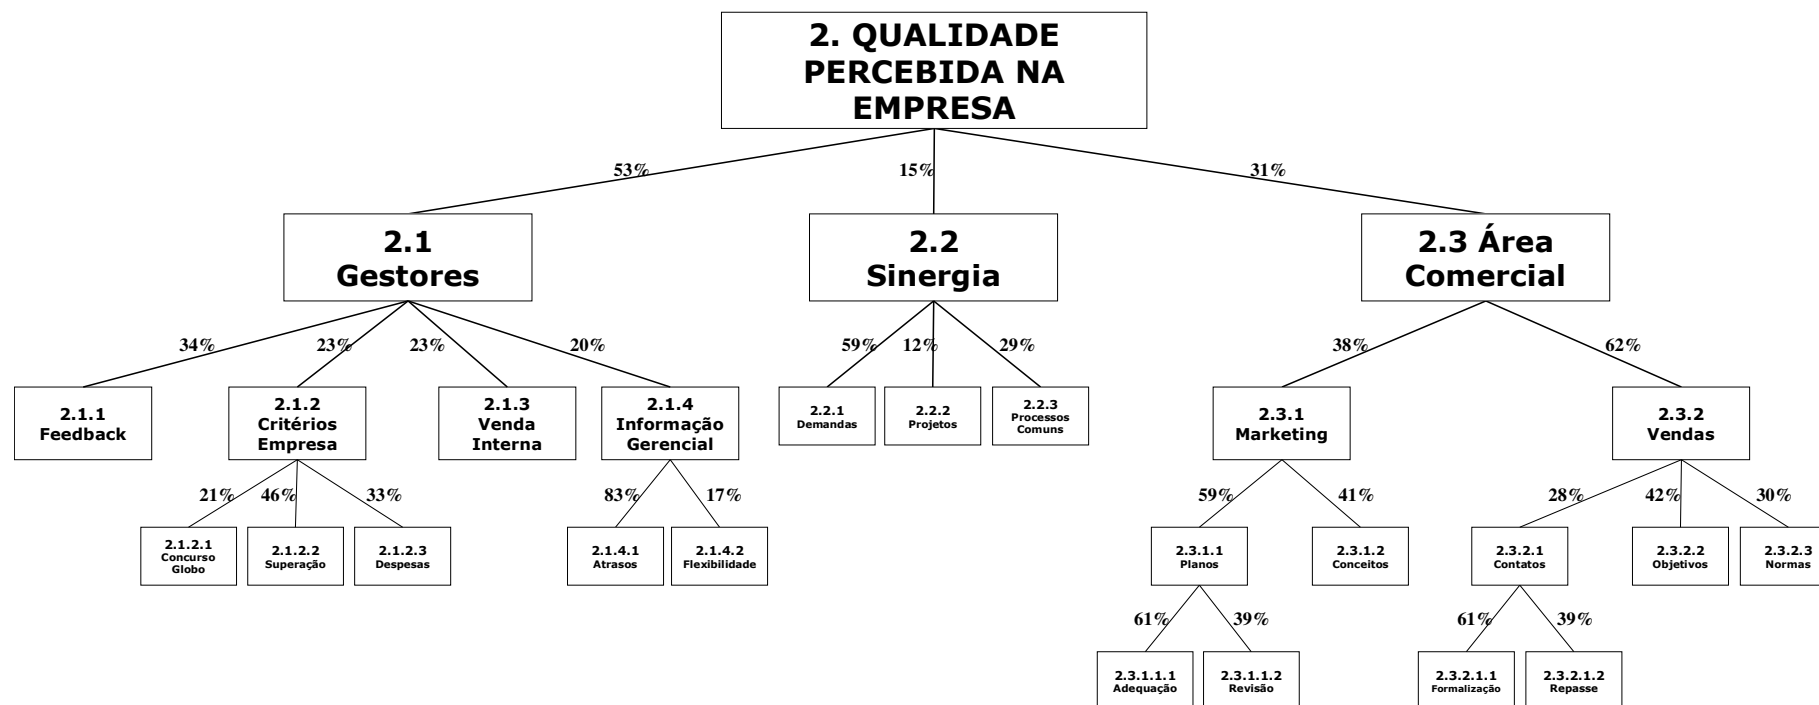 2. QUALIDADE
PERCEBIDA NA
EMPRESA
53%
15%
31%
2.1
Gestores
2.2
Sinergia
2.3 Área
Comercial
34%
23%
23%
20%
59%
12%
29%
38%
62%
2.1.1
Feedback
2.1.2
Critérios
Empresa
2.1.3
Venda
Interna
2.1.4
Informação
Gerencial
2.2.1
Demandas
2.2.2
Projetos
2.2.3
Processos
Comuns
2.3.1
Marketing
2.3.2
Vendas
21%
46%
33%
83%
17%
59%
41%
28%
42%
30%
2.1.2.1
Concurso
Globo
2.1.2.2
Superação
2.1.2.3
Despesas
2.1.4.1
Atrasos
2.1.4.2
Flexibilidade
2.3.1.1
Planos
2.3.1.2
Conceitos
2.3.2.1
Contatos
2.3.2.2
Objetivos
2.3.2.3
Normas
61%
39%
61%
39%
2.3.1.1.1
Adequação
2.3.1.1.2
Revisão
2.3.2.1.1
Formalização
2.3.2.1.2
Repasse